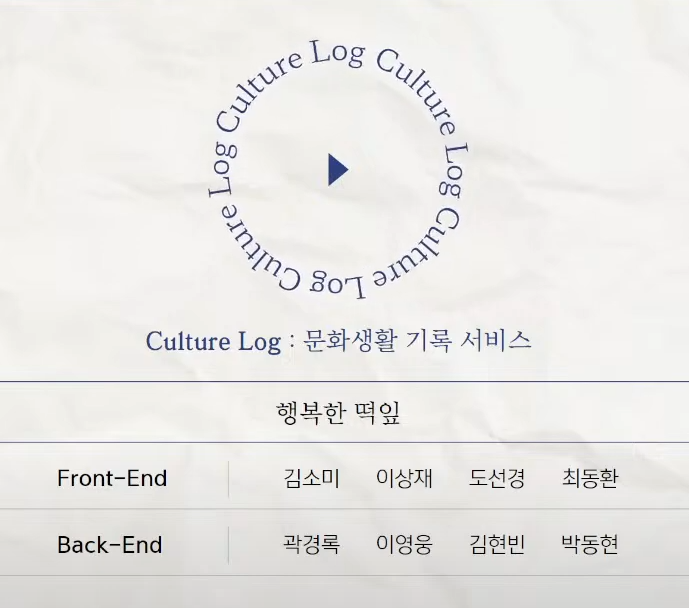 Culture Log Culture Log Culture Log Culture Log
Culture Log : 문화생활 기록 서비스
행복한 떡잎
Front-End 김소미 이상재 도선경 최동환
Back-End 곽경록 이영웅 김현빈 박동현